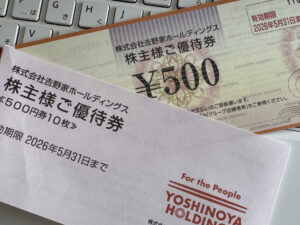 株式会社吉野家ホールディングス
株主様ご優待券
¥500
有効期限
2026年5月31日
株式会社吉野家ホールディングス
株主様ご優待券
≪500円券10枚≫
効期限 2026年5月31日まで
For the People
YOSHINOYA
HOLDING
株式会